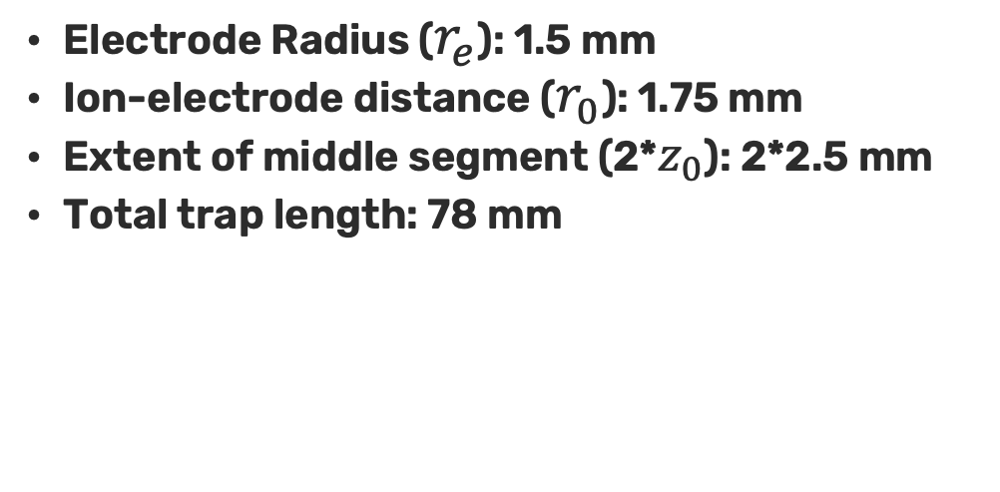 • Electrode Radius (rₑ): 1.5 mm
• Ion-electrode distance (r₀): 1.75 mm
• Extent of middle segment (2*z₀): 2*2.5 mm
• Total trap length: 78 mm